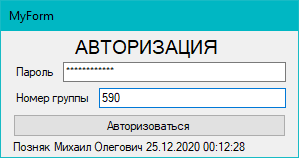 MyForm
АВТОРИЗАЦИЯ
Пароль ************
Номер группы 590
Авторизоваться
Позняк Михаил Олегович 25.12.2020 00:12:28